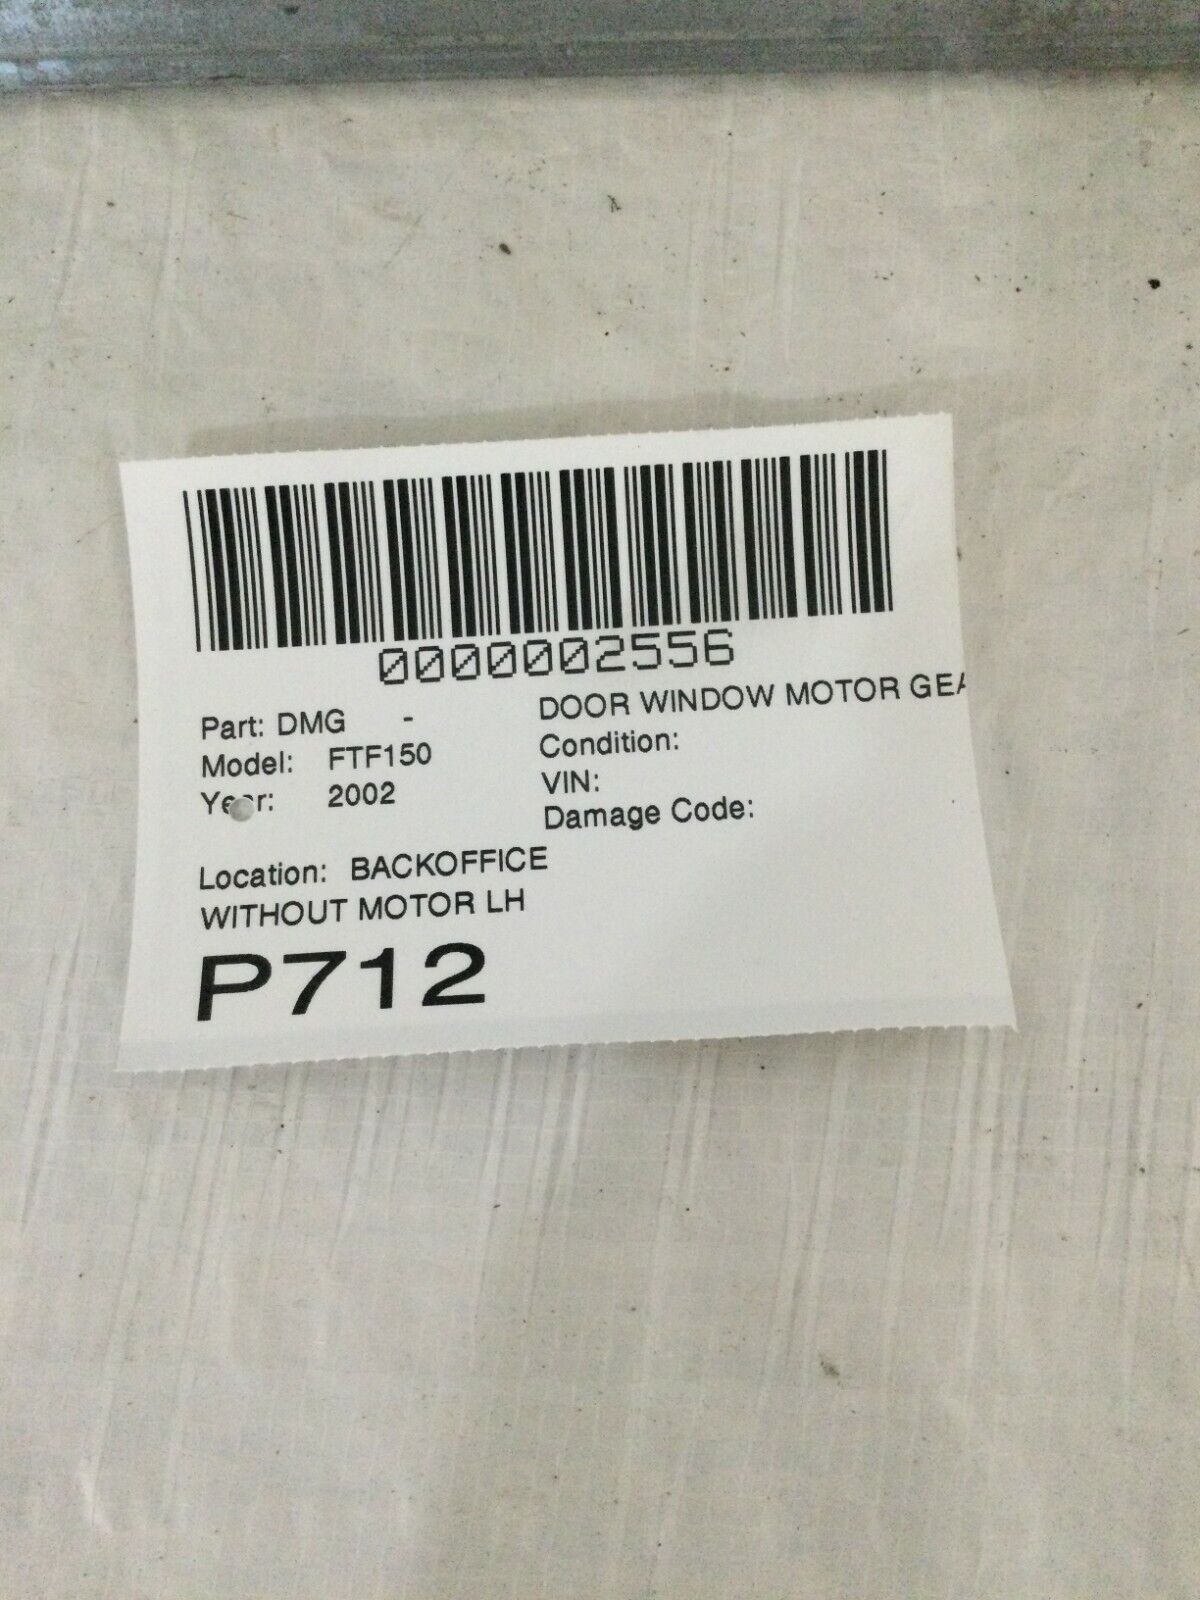 0000002556
Part: DMG - DOOR WINDOW MOTOR GEA
Model: FTF150 Condition:
Year: 2002 VIN:
Damage Code:
Location: BACKOFFICE
WITHOUT MOTOR LH
P712